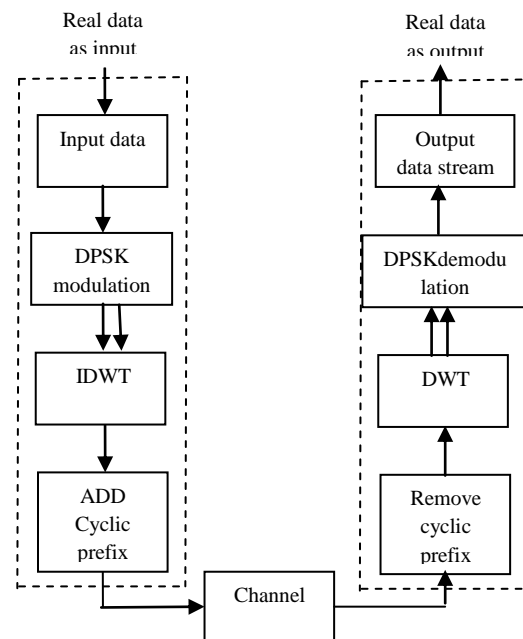 Real data
as input
Input data
DPSK
modulation
IDWT
ADD
Cyclic
prefix
Channel
Real data
as output
Output
data stream
DPSKdemodu
lation
DWT
Remove
cyclic
prefix